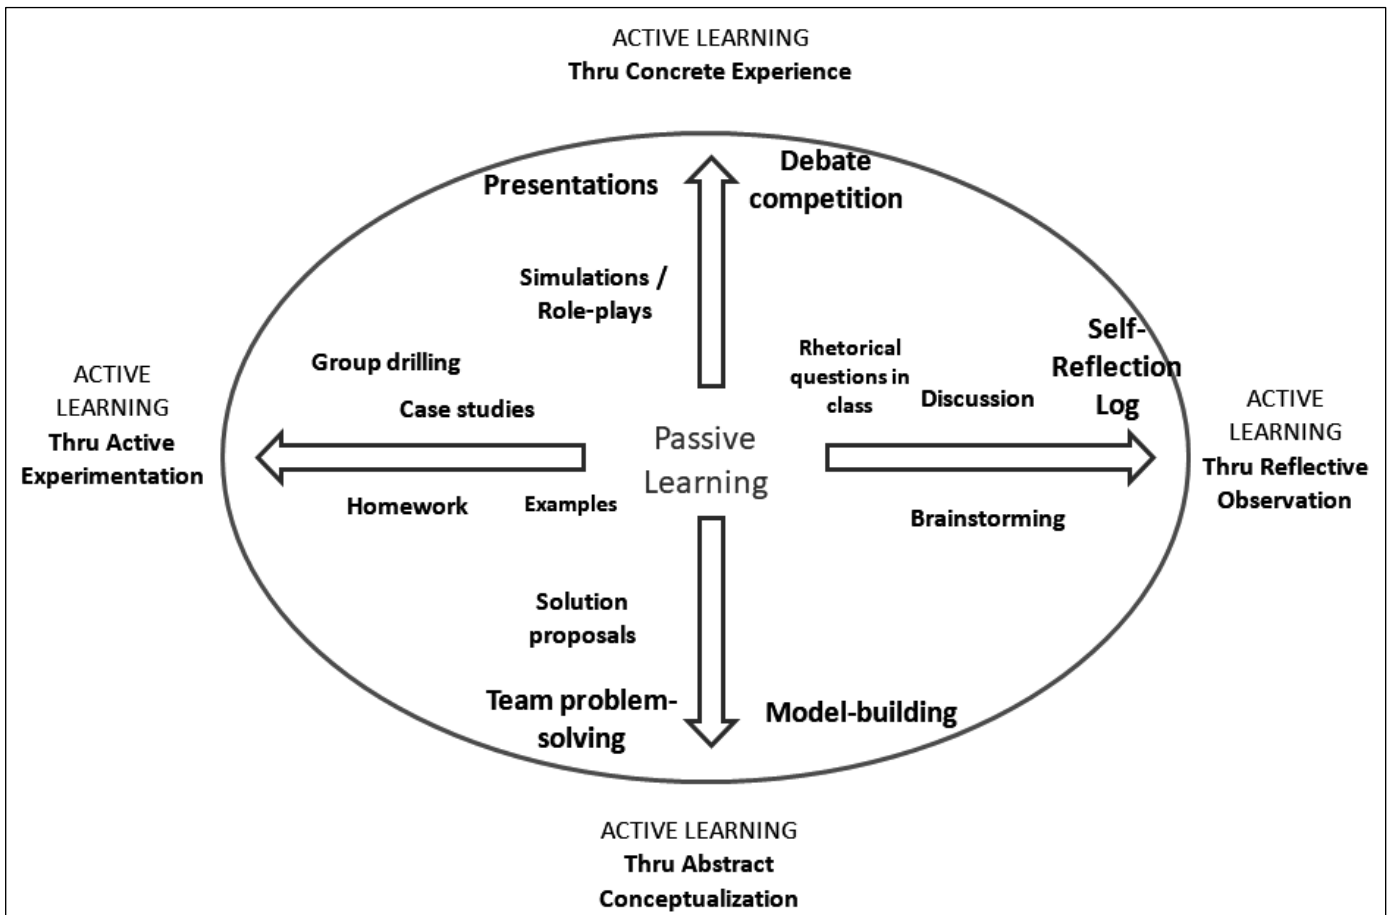 ACTIVE LEARNING
Thru Concrete Experience
Presentations
Debate
competition
Simulations /
Role-plays
Group drilling
Case studies
Rhetorical
questions in
class
Discussion
Self-
Reflection
Log
ACTIVE
LEARNING
Thru Active
Experimentation
Passive
Learning
ACTIVE
LEARNING
Thru Reflective
Observation
Homework
Examples
Brainstorming
Solution
proposals
Team problem-
solving
Model-building
ACTIVE LEARNING
Thru Abstract
Conceptualization